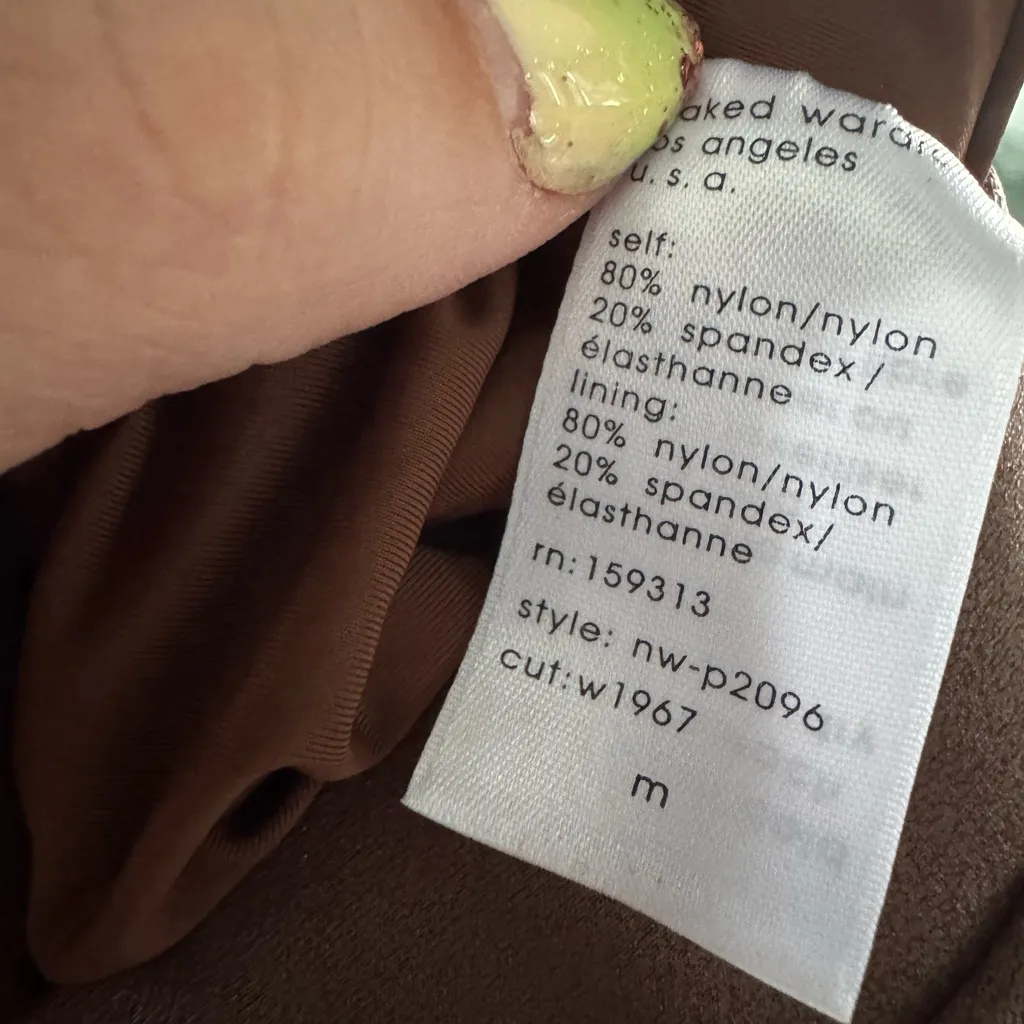 aked ward
os angeles
u. s. a.
self:
80% nylon/nylon
20% spandex/
élasthanne
lining:
80% nylon/nylon
20% spandex/
élasthanne
rn:159313
style: nw-p2096
cut:w1967
m